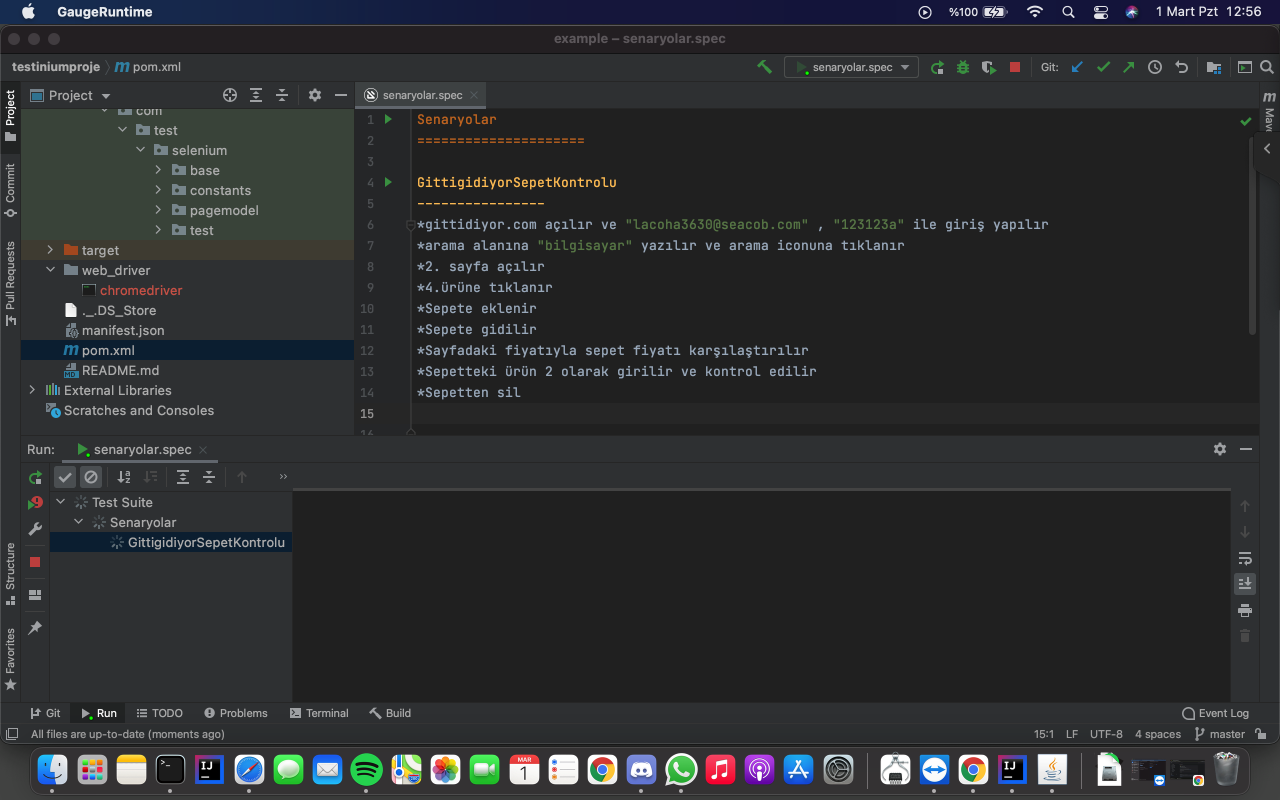 GaugeRuntime
%100
1 Mart Pzt 12:56
example – senaryolar.spec
testiniumproje
pom.xml
senaryolar.spec
Git:
Project
senaryolar.spec
Project
Commit
Pull Requests
Structure
Favorites
com
test
selenium
base
constants
pagemodel
test
target
web_driver
chromedriver
._.DS_Store
manifest.json
pom.xml
README.md
External Libraries
Scratches and Consoles
1 Senaryolar
2 =====================
3
4 GittigidiyorSepetKontrolu
5 ----------------
6 *gittidiyor.com açılır ve "lacoha3630@seacob.com" , "123123a" ile giriş yapılır
7 *arama alanına "bilgisayar" yazılır ve arama iconuna tıklanır
8 *2. sayfa açılır
9 *4.ürüne tıklanır
10 *Sepete eklenir
11 *Sepete gidilir
12 *Sayfadaki fiyatıyla sepet fiyatı karşılaştırılır
13 *Sepetteki ürün 2 olarak girilir ve kontrol edilir
14 *Sepetten sil
15
16
Run:
senaryolar.spec
Test Suite
Senaryolar
GittigidiyorSepetKontrolu
Git
Run
TODO
Problems
Terminal
Build
Event Log
All files are up-to-date (moments ago)
15:1
LF
UTF-8
4 spaces
master
MAR
1